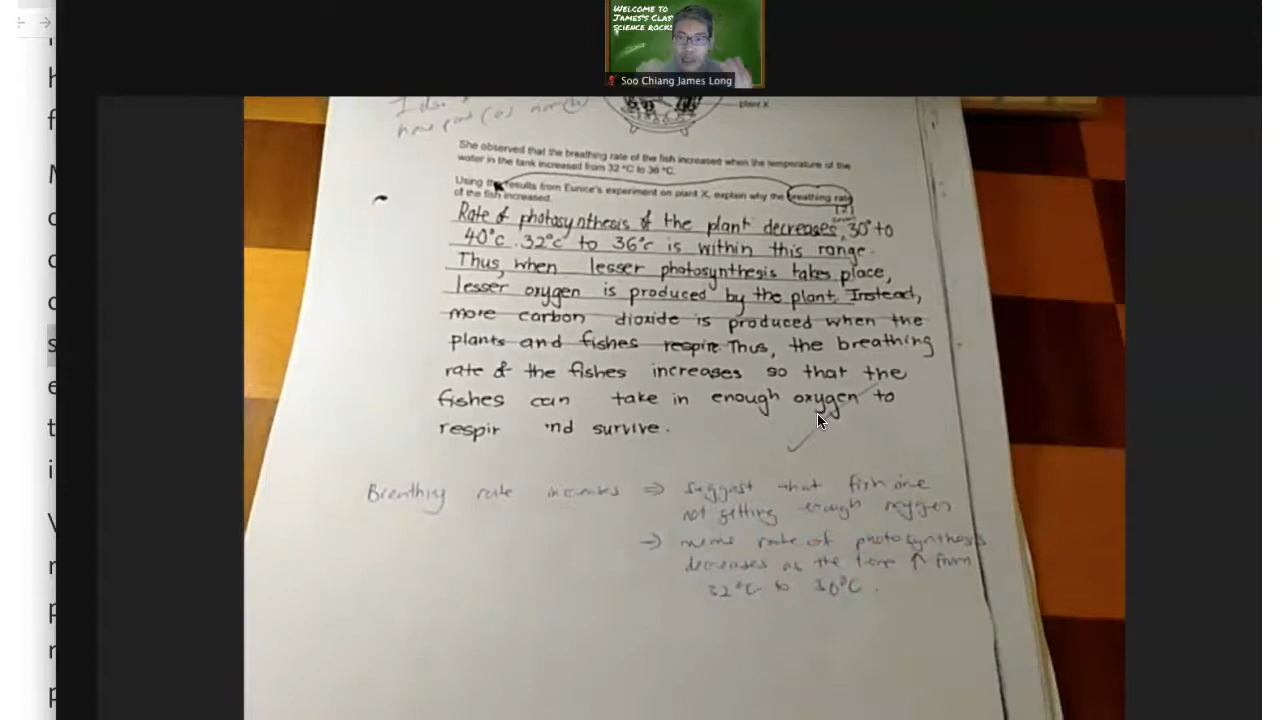 WELCOME TO
JAMES'S CLAS
SCIENCE ROCKS
Soo Chiang James Long
plant X
have part (a)
She observed that the breathing rate of the fish increased when the temperature of the
water in the tank increased from 32 °C to 36 °C.
Using the results from Eunice's experiment on plant X, explain why the breathing rate
of the fish increased.
[2]
Rate of photosynthesis of the plant decreases, 30° to
40°c. 32°c to 36°c is within this range.
Thus, when lesser photosynthesis takes place,
lesser oxygen is produced by the plant. Instead,
more carbon dioxide is produced when the
plants and fishes respire. Thus, the breathing
rate of the fishes increases so that the
fishes can take in enough oxygen to
respir nd survive.
Breathing rate increases ⇒ suggest that fish are
not getting enough oxygen
→ rate of photosynthesis
decreases as the temp ↑ from
32°C to 36°C.